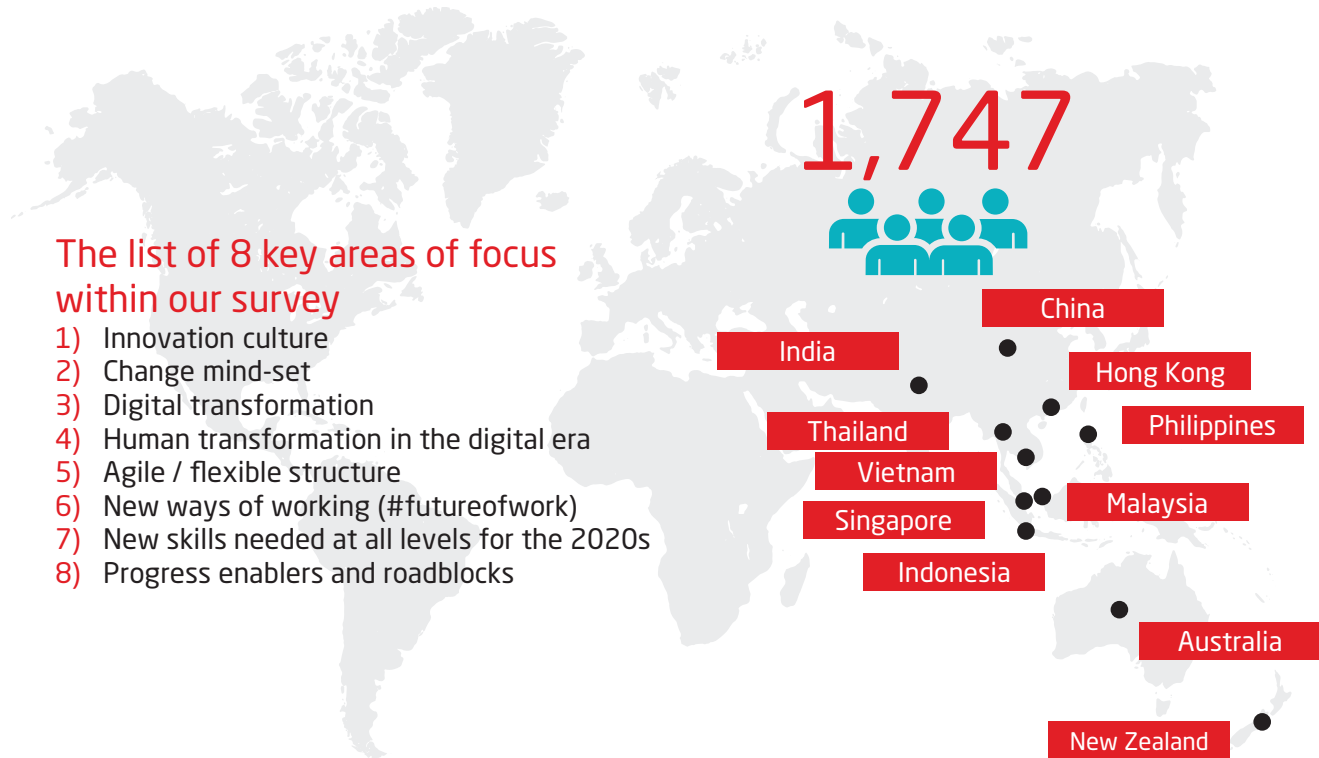 1,747
The list of 8 key areas of focus
within our survey
1) Innovation culture
2) Change mind-set
3) Digital transformation
4) Human transformation in the digital era
5) Agile / flexible structure
6) New ways of working (#futureofwork)
7) New skills needed at all levels for the 2020s
8) Progress enablers and roadblocks
China
India
Hong Kong
Thailand
Philippines
Vietnam
Malaysia
Singapore
Indonesia
Australia
New Zealand